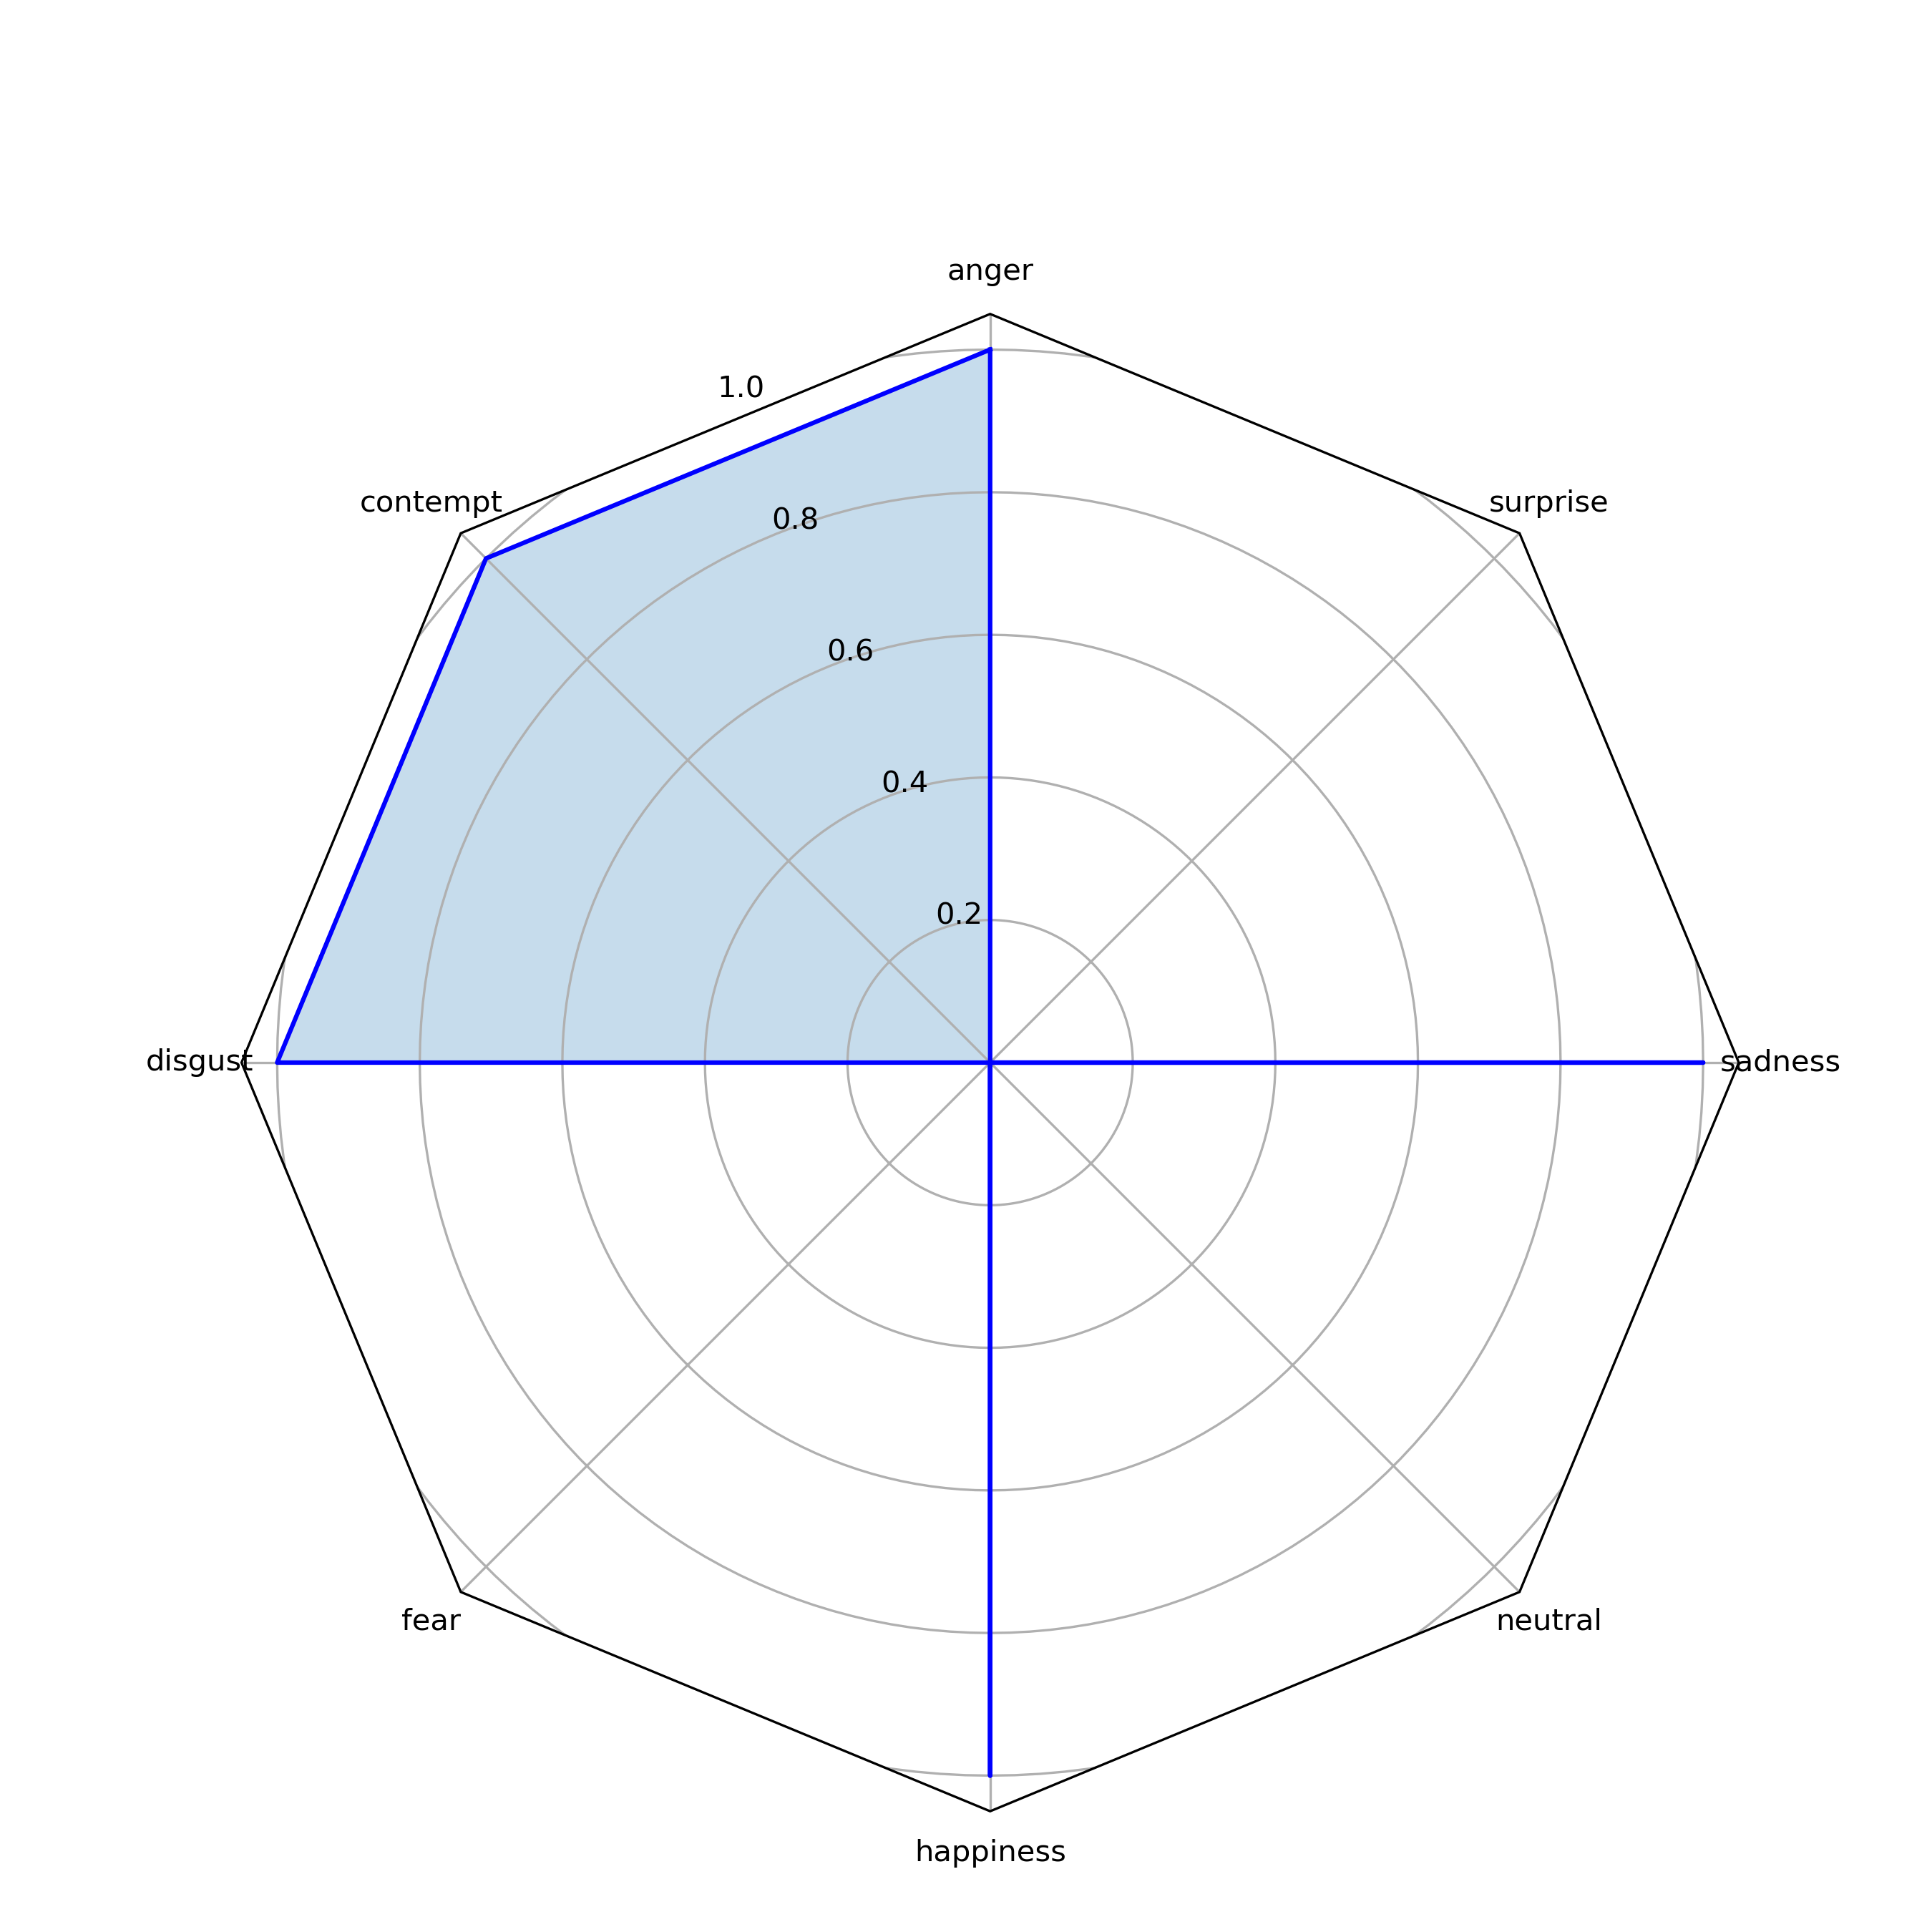 anger
1.0
contempt
surprise
0.8
0.6
0.4
0.2
disgust
sadness
fear
neutral
happiness